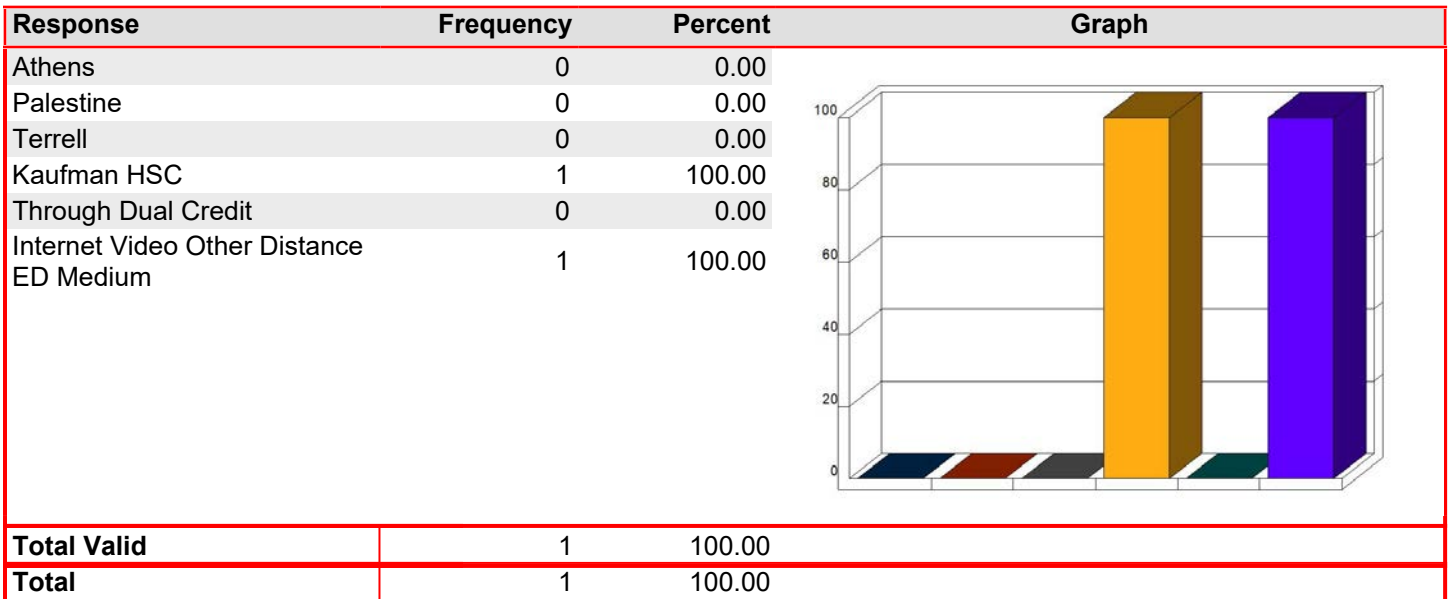 Response Frequency Percent Graph
Athens 0 0.00
Palestine 0 0.00
Terrell 0 0.00
Kaufman HSC 1 100.00
Through Dual Credit 0 0.00
Internet Video Other Distance
ED Medium 1 100.00
100
80
60
40
20
0
Total Valid 1 100.00
Total 1 100.00